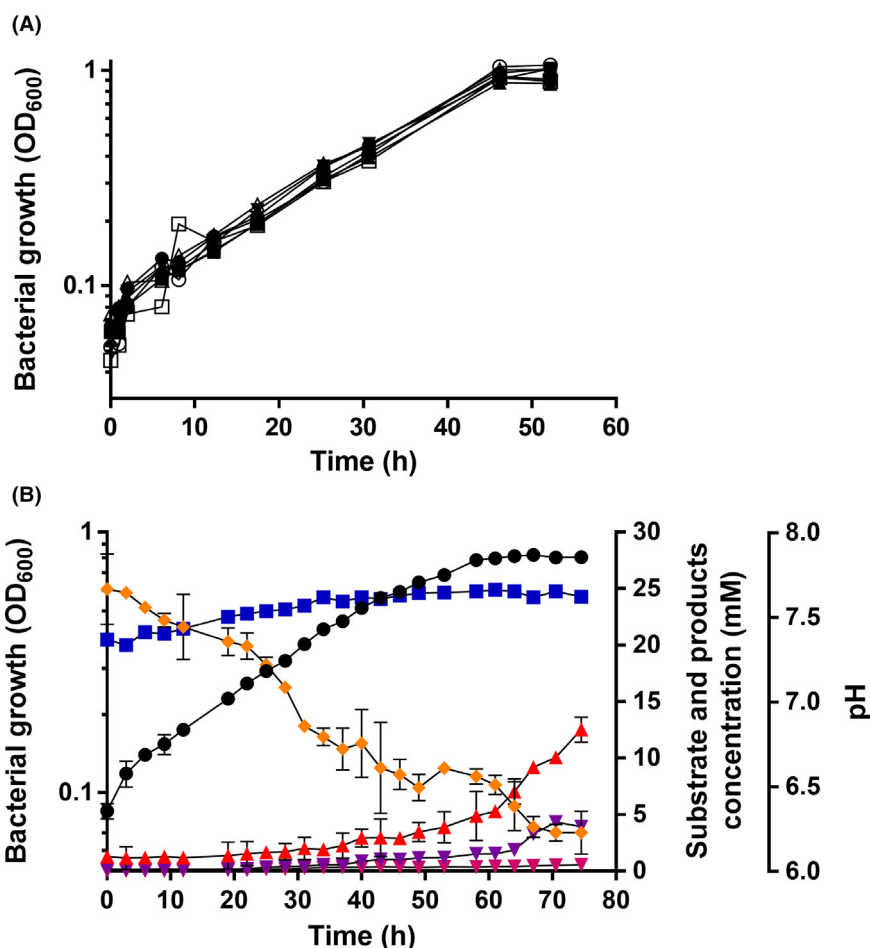 (A)
Bacterial growth (OD600)
1
0.1
0 10 20 30 40 50 60
Time (h)
(B)
Bacterial growth (OD600)
1
0.1
0 10 20 30 40 50 60 70 80
Time (h)
30
25
20
15
10
5
0
Substrate and products
concentration (mM)
8.0
7.5
7.0
6.5
6.0
pH